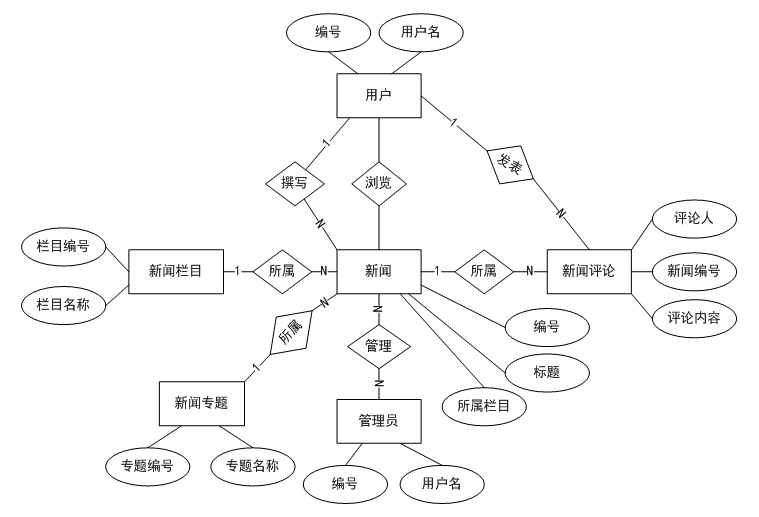 编号
用户名
用户
1
1
发表
撰写
浏览
N
N
评论人
栏目编号
新闻栏目
1
所属
N
新闻
1
所属
N
新闻评论
新闻编号
栏目名称
N
N
评论内容
编号
所属
管理
1
N
标题
新闻专题
管理员
所属栏目
专题编号
专题名称
编号
用户名